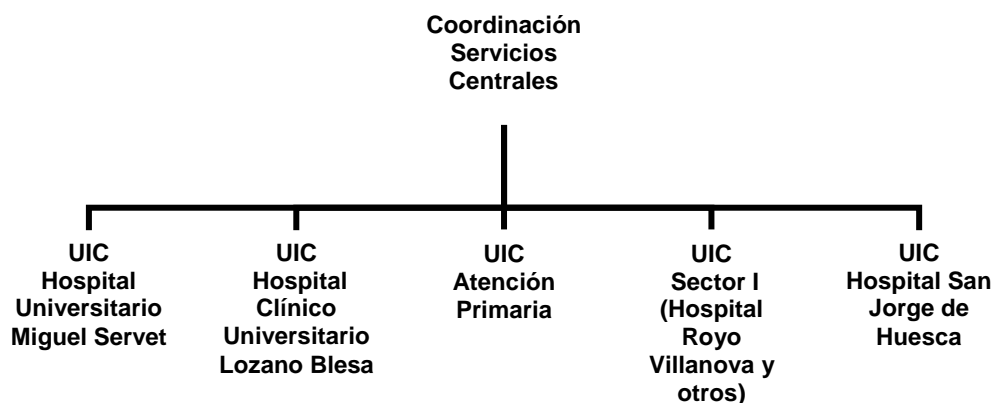 Coordinación
Servicios
Centrales
UIC
Hospital
Universitario
Miguel Servet
UIC
Hospital
Clínico
Universitario
Lozano Blesa
UIC
Atención
Primaria
UIC
Sector I
(Hospital
Royo
Villanova y
otros)
UIC
Hospital San
Jorge de
Huesca